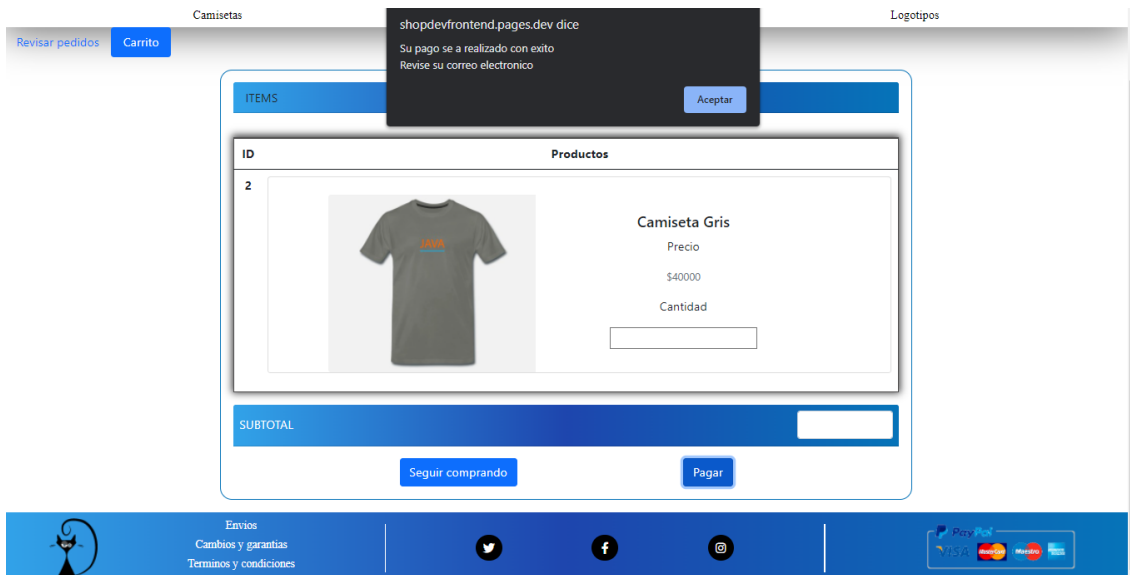 Camisetas
Logotipos
shopdevfrontend.pages.dev dice
Su pago se a realizado con exito
Revise su correo electronico
Aceptar
Revisar pedidos
Carrito
ITEMS
ID
Productos
2
JAVA
Camiseta Gris
Precio
$40000
Cantidad
SUBTOTAL
Seguir comprando
Pagar
Envios
Cambios y garantias
Terminos y condiciones
PayPal
VISA MasterCard Maestro